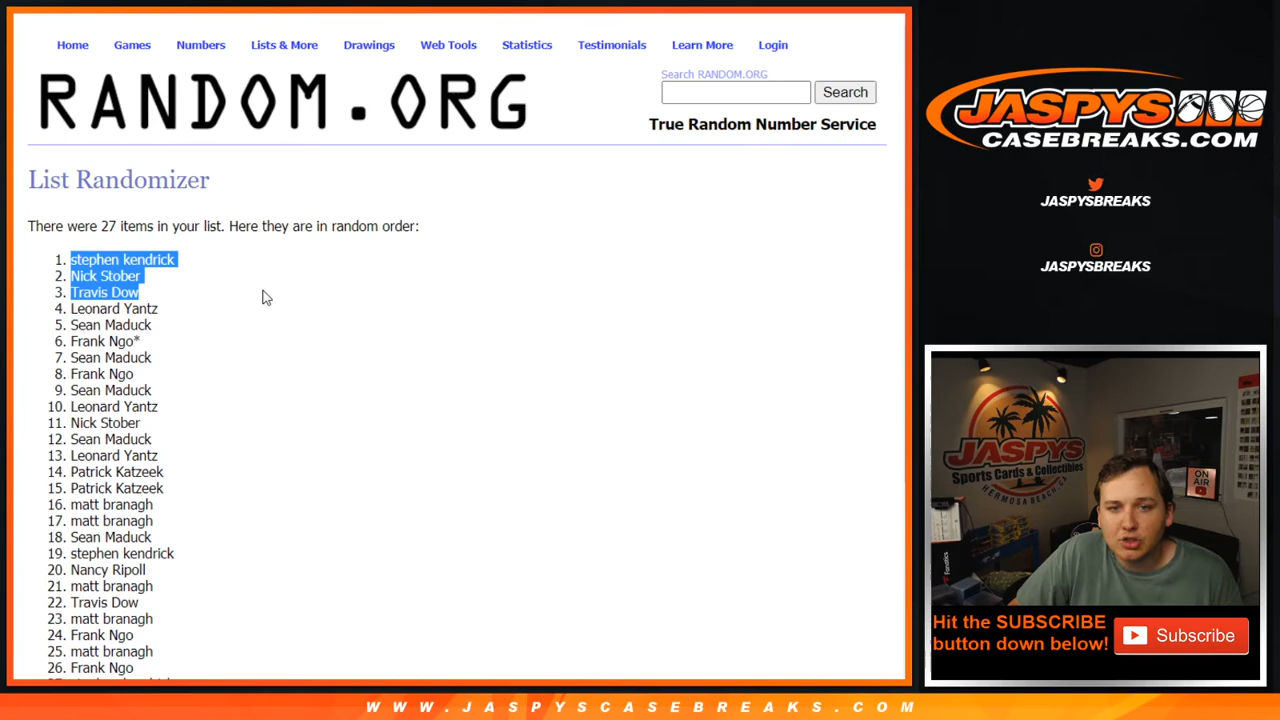 Home Games Numbers Lists & More Drawings Web Tools Statistics Testimonials Learn More Login
RANDOM.ORG
Search RANDOM.ORG
Search
True Random Number Service
List Randomizer
There were 27 items in your list. Here they are in random order:
1. stephen kendrick
2. Nick Stober
3. Travis Dow
4. Leonard Yantz
5. Sean Maduck
6. Frank Ngo*
7. Sean Maduck
8. Frank Ngo
9. Sean Maduck
10. Leonard Yantz
11. Nick Stober
12. Sean Maduck
13. Leonard Yantz
14. Patrick Katzeek
15. Patrick Katzeek
16. matt branagh
17. matt branagh
18. Sean Maduck
19. stephen kendrick
20. Nancy Ripoll
21. matt branagh
22. Travis Dow
23. matt branagh
24. Frank Ngo
25. matt branagh
26. Frank Ngo
JASPYS
CASEBREAKS.COM
JASPYSBREAKS
JASPYSBREAKS
JASPYS
Sports Cards & Collectibles
HERMOSA BEACH, CA
ON
AIR
Fanatics
Hit the SUBSCRIBE
button down below!
Subscribe
WWW.JASPYSCASEBREAKS.COM